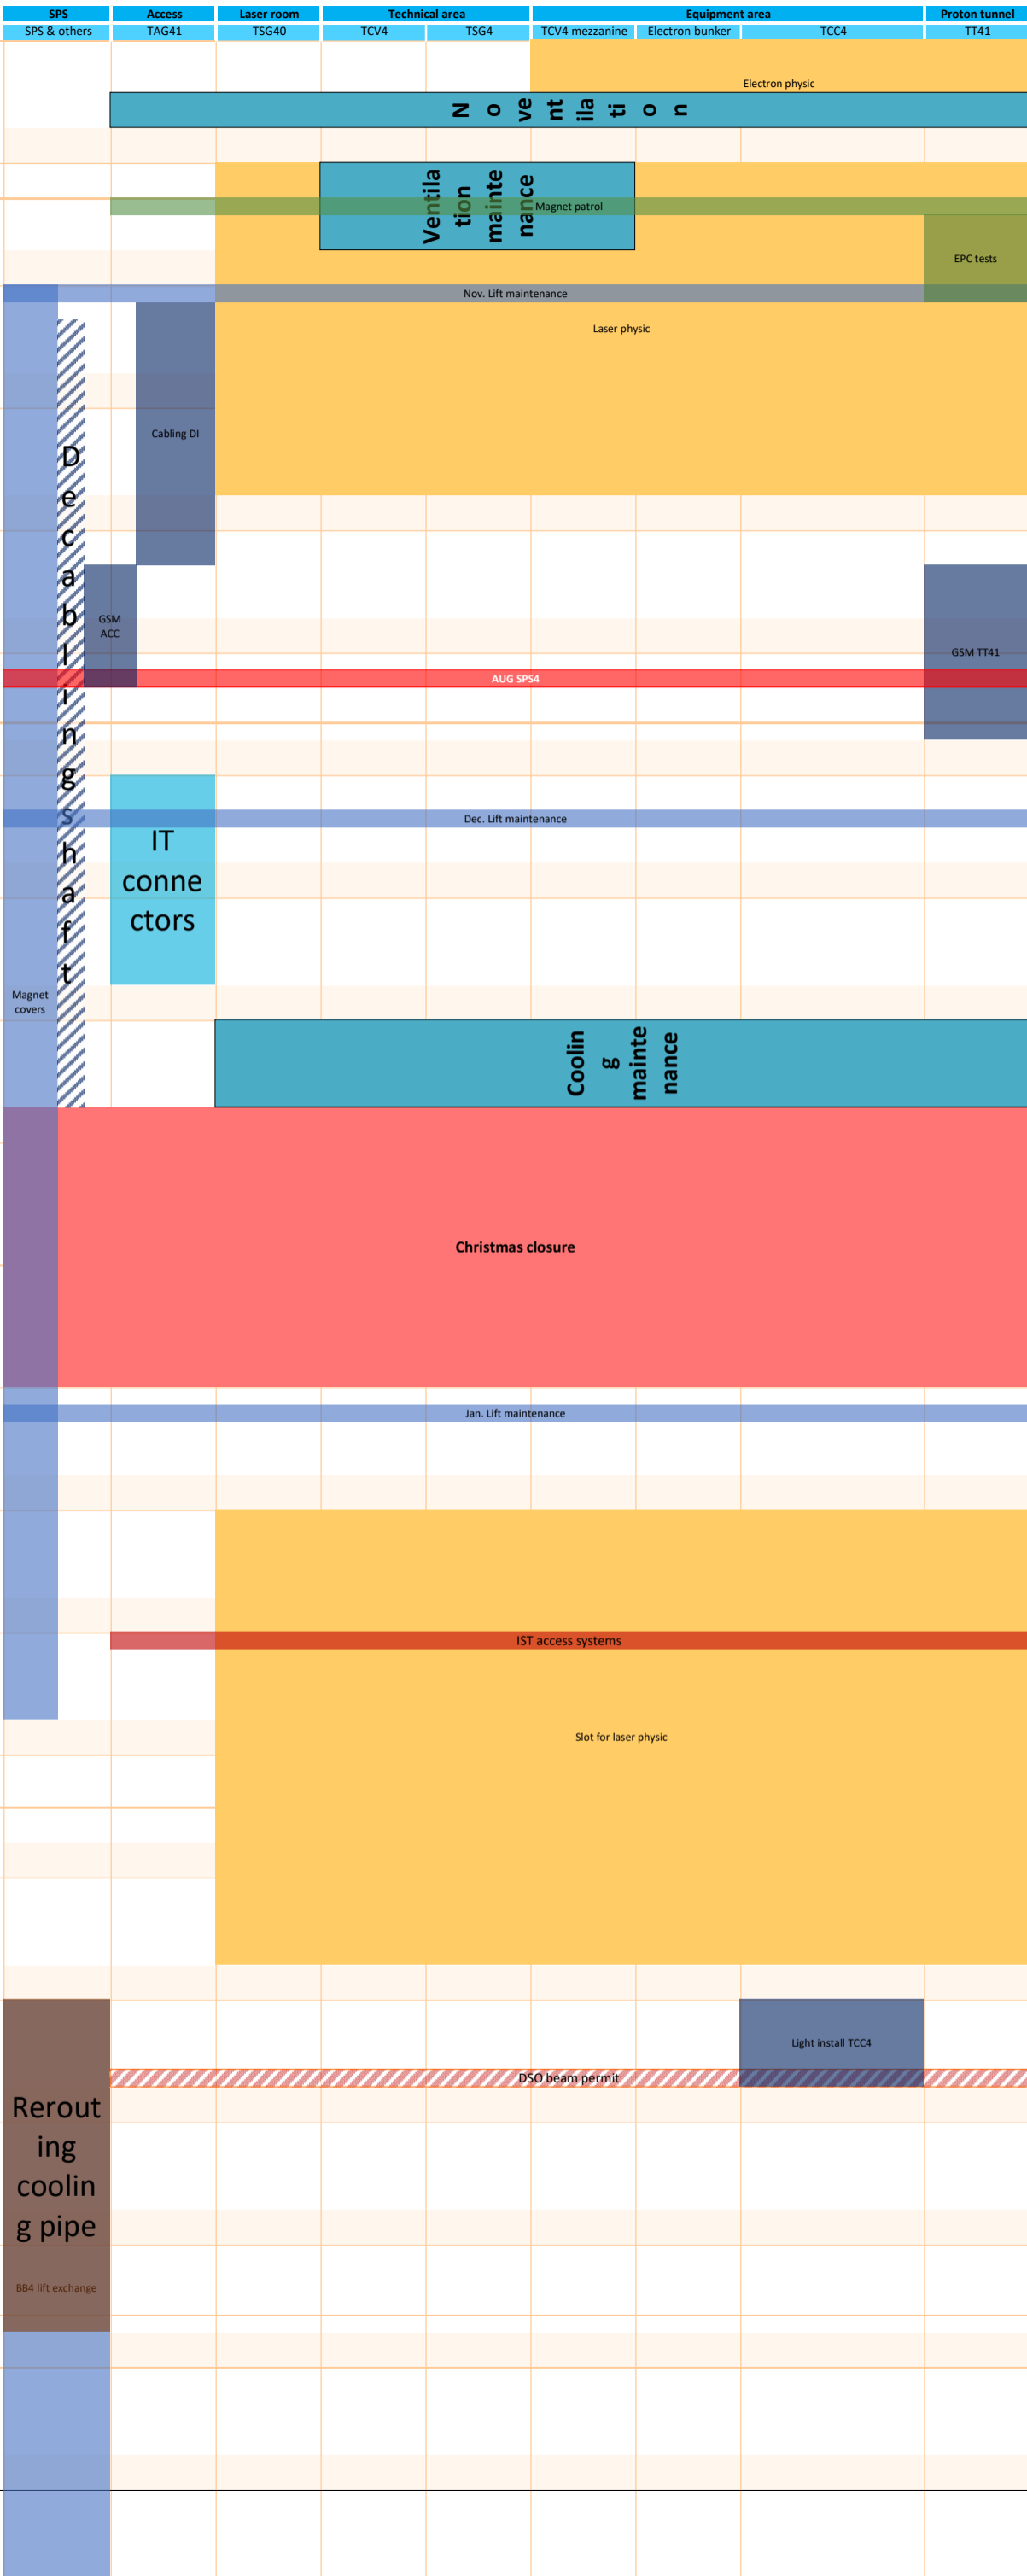 SPS Access Laser room Technical area Equipment area Proton tunnel
SPS & others TAG41 TSG40 TCV4 TSG4 TCV4 mezzanine Electron bunker TCC4 TT41
Electron physic
N o ve nt ila ti o n
Ventila
tion
mainte
nance
Magnet patrol
EPC tests
Nov. Lift maintenance
Laser physic
Cabling DI
D
e
c
a
b
l
i
n
g
s
h
a
f
t
GSM
ACC
GSM TT41
AUG SPS4
Dec. Lift maintenance
IT
conne
ctors
Magnet
covers
Coolin
g
mainte
nance
Christmas closure
Jan. Lift maintenance
IST access systems
Slot for laser physic
Light install TCC4
DSO beam permit
Rerout
ing
coolin
g pipe
BB4 lift exchange